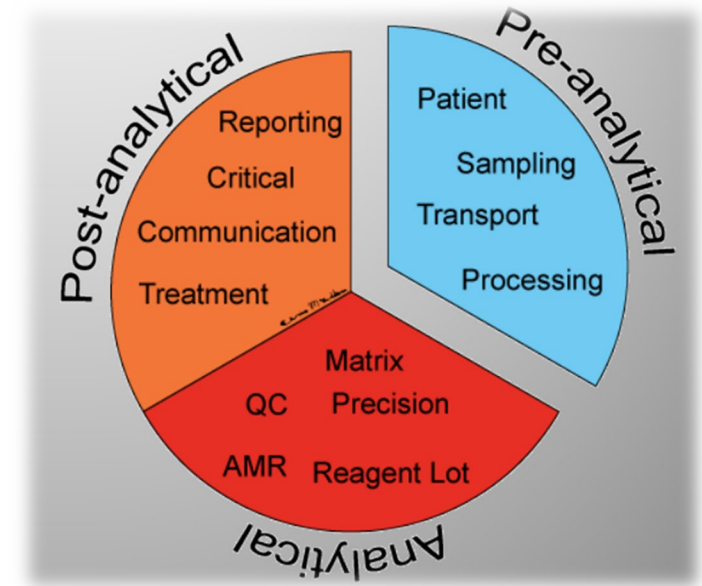 Pre-analytical
Patient
Sampling
Transport
Processing
Analytical
Matrix
QC Precision
AMR Reagent Lot
Post-analytical
Reporting
Critical
Communication
Treatment